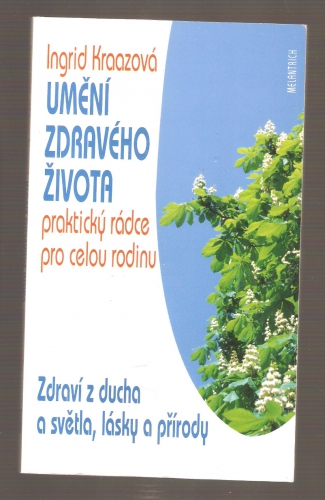 Ingrid Kraazová
UMĚNÍ
ZDRAVÉHO
ŽIVOTA
praktický rádce
pro celou rodinu
MELANTRICH
Zdraví z ducha
a světla, lásky a přírody